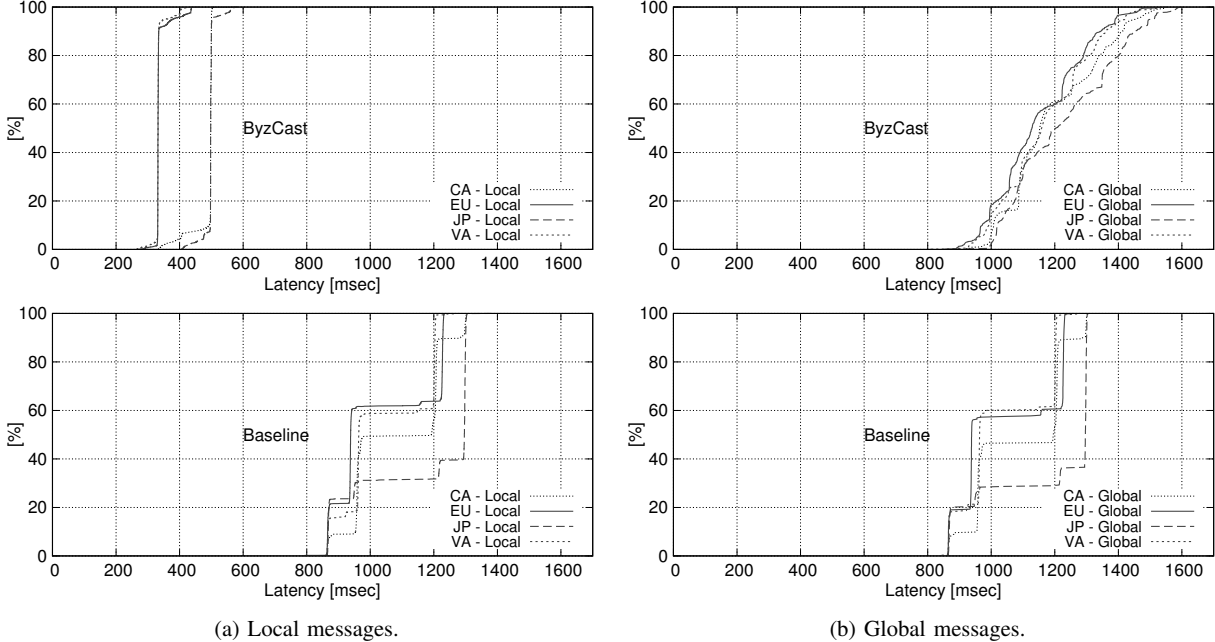 100
80
60
40
20
0
[%]
ByzCast
CA - Local
EU - Local
JP - Local
VA - Local
0 200 400 600 800 1000 1200 1400 1600
Latency [msec]
100
80
60
40
20
0
[%]
ByzCast
CA - Global
EU - Global
JP - Global
VA - Global
0 200 400 600 800 1000 1200 1400 1600
Latency [msec]
100
80
60
40
20
0
[%]
Baseline
CA - Local
EU - Local
JP - Local
VA - Local
0 200 400 600 800 1000 1200 1400 1600
Latency [msec]
100
80
60
40
20
0
[%]
Baseline
CA - Global
EU - Global
JP - Global
VA - Global
0 200 400 600 800 1000 1200 1400 1600
Latency [msec]
(a) Local messages.
(b) Global messages.